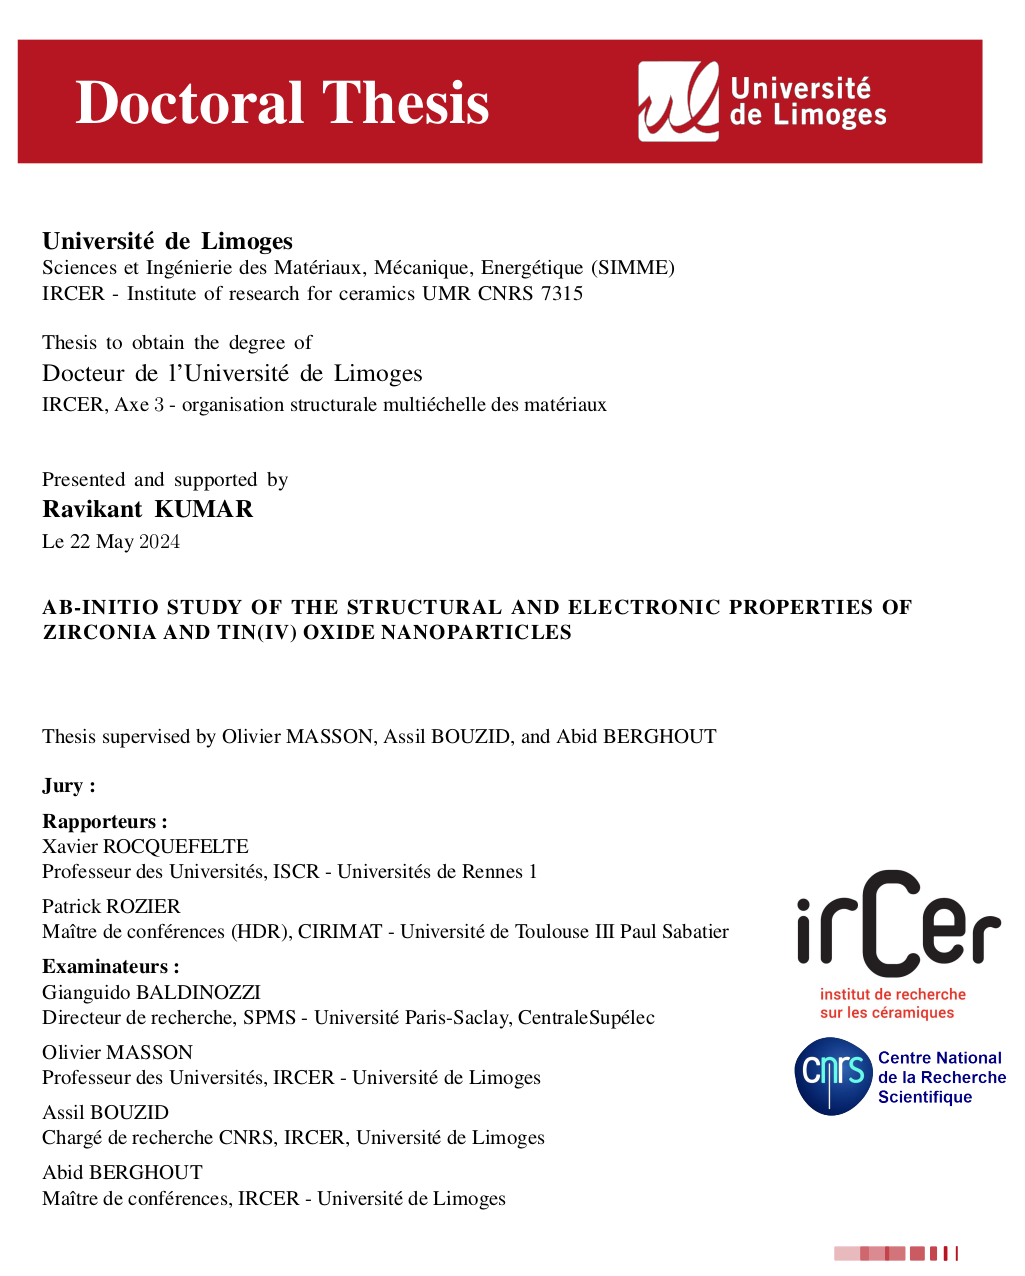 Doctoral Thesis
Université
de Limoges
Université de Limoges
Sciences et Ingénierie des Matériaux, Mécanique, Energétique (SIMME)
IRCER - Institute of research for ceramics UMR CNRS 7315
Thesis to obtain the degree of
Docteur de l'Université de Limoges
IRCER, Axe 3 - organisation structurale multiéchelle des matériaux
Presented and supported by
Ravikant KUMAR
Le 22 May 2024
AB-INITIO STUDY OF THE STRUCTURAL AND ELECTRONIC PROPERTIES OF
ZIRCONIA AND TIN(IV) OXIDE NANOPARTICLES
Thesis supervised by Olivier MASSON, Assil BOUZID, and Abid BERGHOUT
Jury :
Rapporteurs :
Xavier ROCQUEFELTE
Professeur des Universités, ISCR - Universités de Rennes 1
Patrick ROZIER
Maître de conférences (HDR), CIRIMAT - Université de Toulouse III Paul Sabatier
Examinateurs :
Gianguido BALDINOZZI
Directeur de recherche, SPMS - Université Paris-Saclay, CentraleSupélec
Olivier MASSON
Professeur des Universités, IRCER - Université de Limoges
Assil BOUZID
Chargé de recherche CNRS, IRCER, Université de Limoges
Abid BERGHOUT
Maître de conférences, IRCER - Université de Limoges
irCer
institut de recherche
sur les céramiques
cnrs
Centre National
de la Recherche
Scientifique